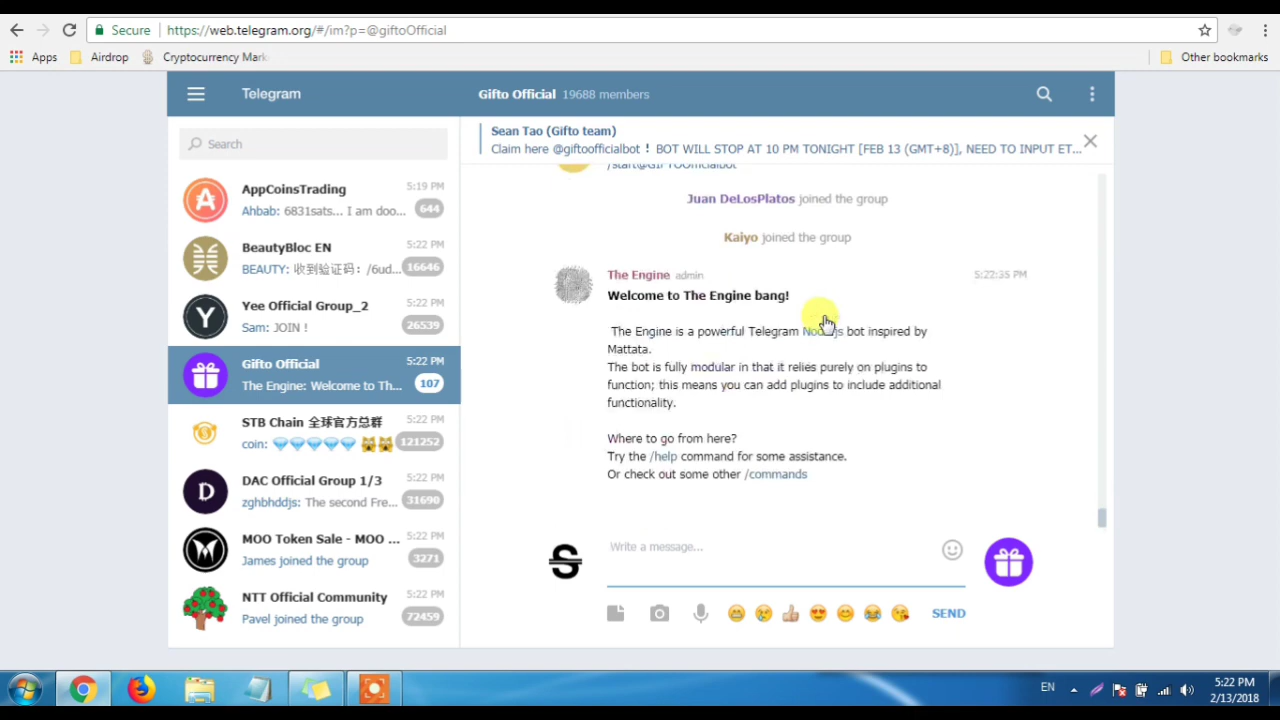 Secure https://web.telegram.org/#/im?p=@giftoOfficial
Apps Airdrop Cryptocurrency Mark Other bookmarks
Telegram
Gifto Official 19688 members
Search
Sean Tao (Gifto team)
Claim here @giftoofficialbot ! BOT WILL STOP AT 10 PM TONIGHT [FEB 13 (GMT+8)], NEED TO INPUT ET...
AppCoinsTrading 5:19 PM
Ahbab: 6831sats... I am doo... 644
BeautyBloc EN 5:22 PM
BEAUTY: 收到验证码：/6ud... 16646
Yee Official Group_2 5:22 PM
Sam: JOIN ! 26539
Gifto Official 5:22 PM
The Engine: Welcome to Th... 107
STB Chain 全球官方总群 5:22 PM
coin: 💎💎💎💎💎🙀🙀 121252
DAC Official Group 1/3 5:22 PM
zghbhddjs: The second Fre... 31690
MOO Token Sale - MOO ... 5:22 PM
James joined the group 3271
NTT Official Community 5:22 PM
Pavel joined the group 72459
/start@GIFTOOfficialbot
Juan DeLosPlatos joined the group
Kaiyo joined the group
The Engine admin 5:22:35 PM
Welcome to The Engine bang!
The Engine is a powerful Telegram bot inspired by
Mattata.
The bot is fully modular in that it relies purely on plugins to
function; this means you can add plugins to include additional
functionality.
Where to go from here?
Try the /help command for some assistance.
Or check out some other /commands
Write a message...
SEND
EN
5:22 PM
2/13/2018